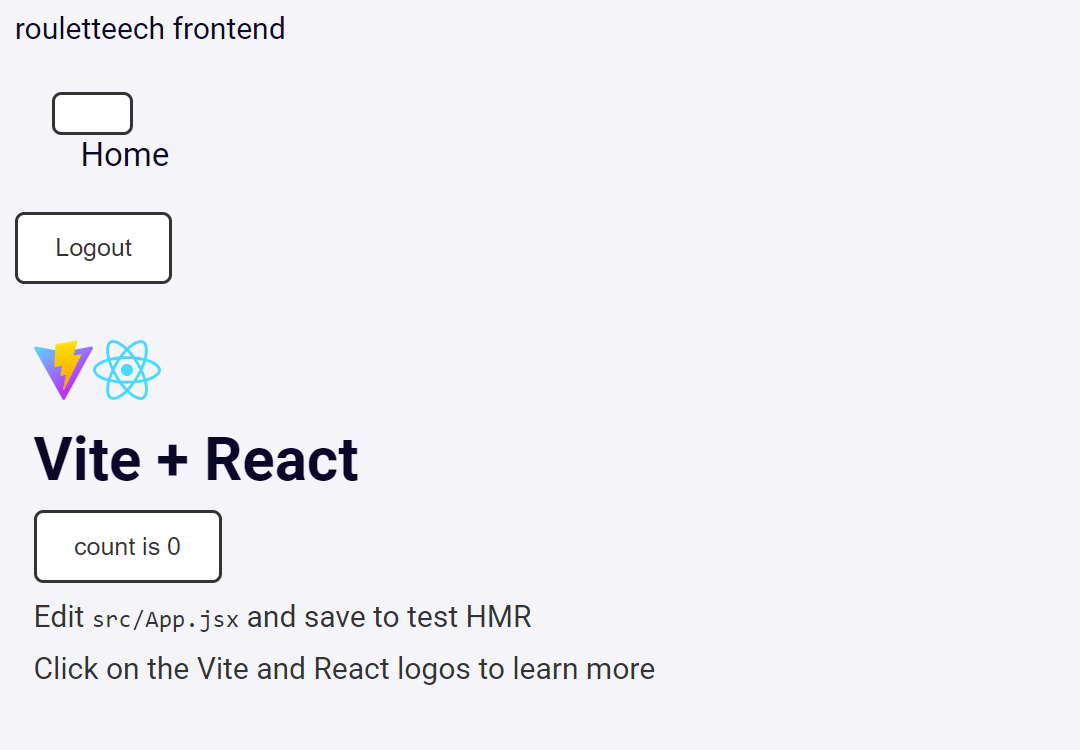 rouletteech frontend
Home
Logout
Vite + React
count is 0
Edit src/App.jsx and save to test HMR
Click on the Vite and React logos to learn more